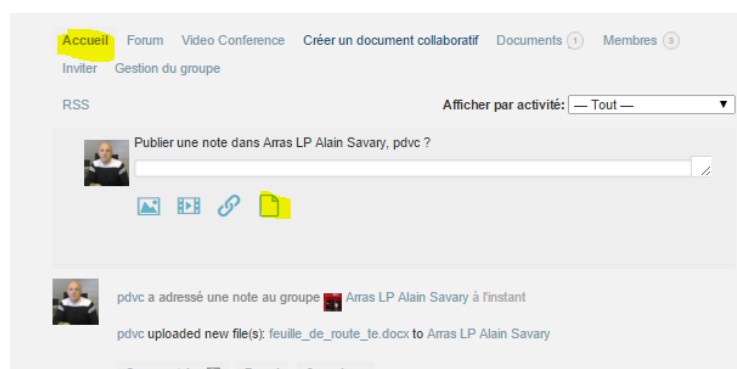 Accueil Forum Video Conference Créer un document collaboratif Documents 1 Membres 3
Inviter Gestion du groupe
RSS Afficher par activité: — Tout —
Publier une note dans Arras LP Alain Savary, pdvc ?
pdvc a adressé une note au groupe Arras LP Alain Savary à l'instant
pdvc uploaded new file(s): feuille_de_route_te.docx to Arras LP Alain Savary